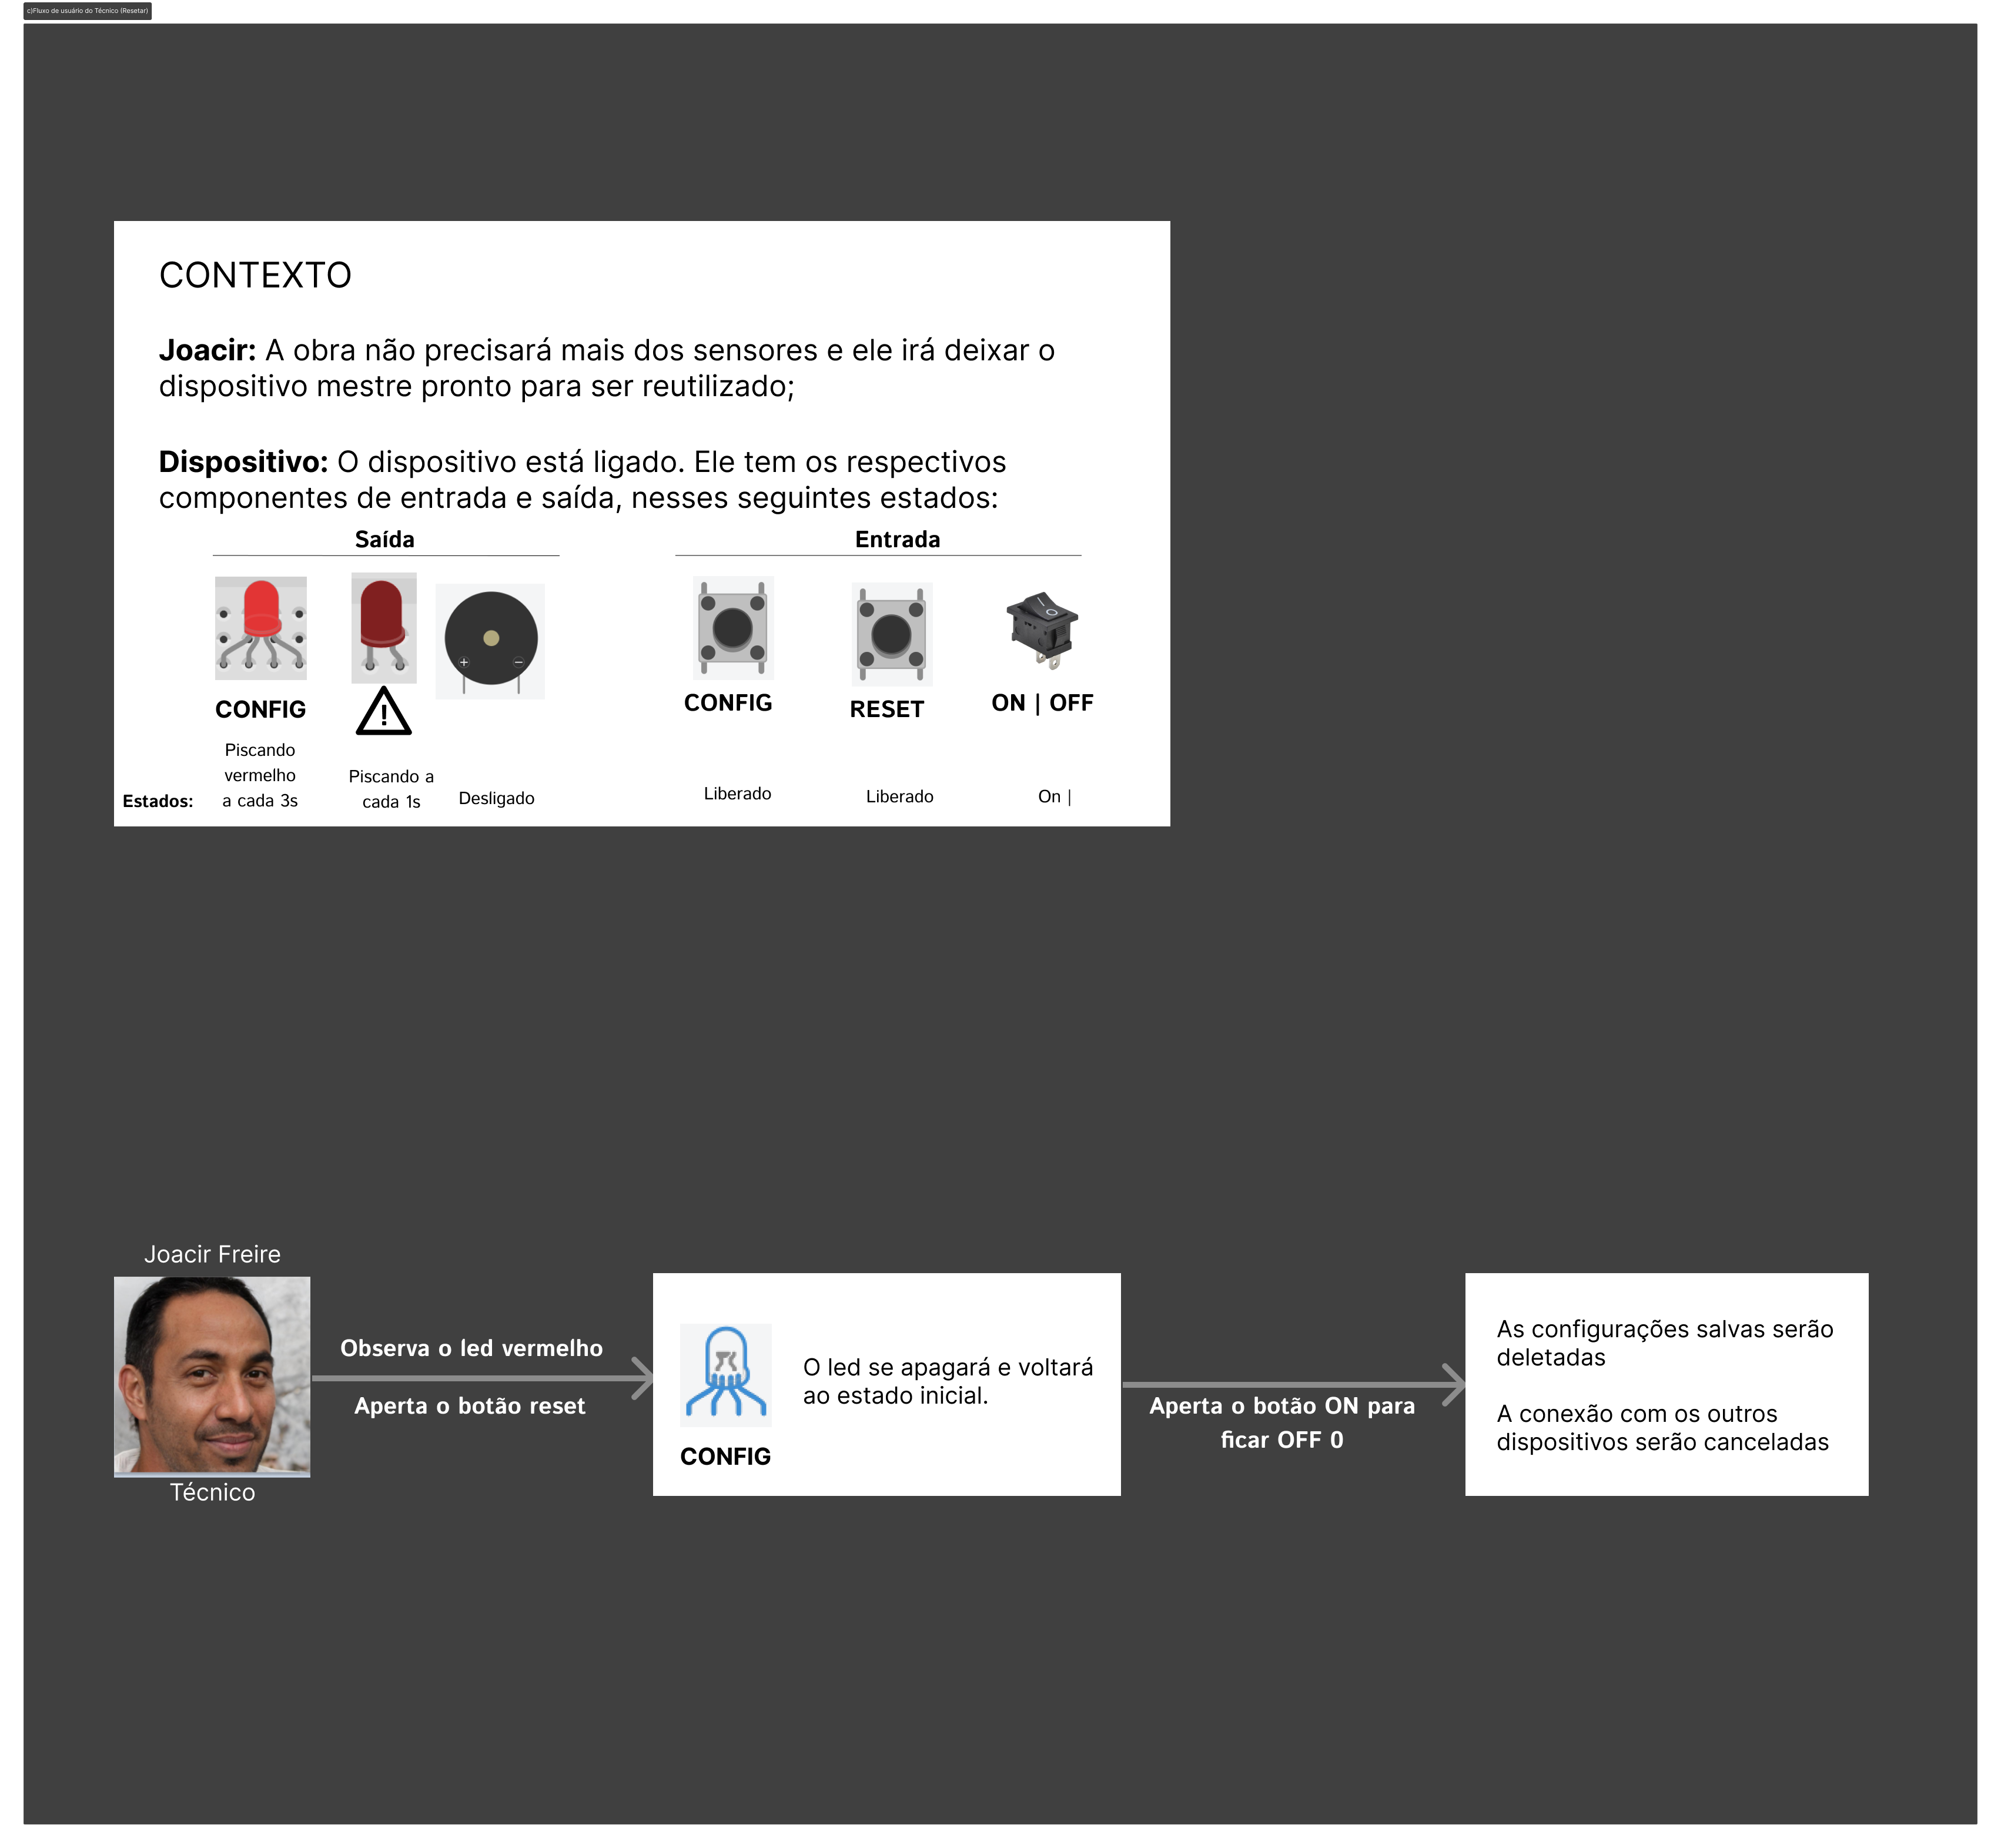 c)Fluxo de usuário do Técnico (Resetar)
CONTEXTO
Joacir: A obra não precisará mais dos sensores e ele irá deixar o
dispositivo mestre pronto para ser reutilizado;
Dispositivo: O dispositivo está ligado. Ele tem os respectivos
componentes de entrada e saída, nesses seguintes estados:
Saída
Entrada
CONFIG
CONFIG
RESET
ON | OFF
Estados:
Piscando
vermelho
a cada 3s
Piscando a
cada 1s
Desligado
Liberado
Liberado
On |
Joacir Freire
Técnico
Observa o led vermelho
Aperta o botão reset
CONFIG
O led se apagará e voltará
ao estado inicial.
Aperta o botão ON para
ficar OFF 0
As configurações salvas serão
deletadas
A conexão com os outros
dispositivos serão canceladas